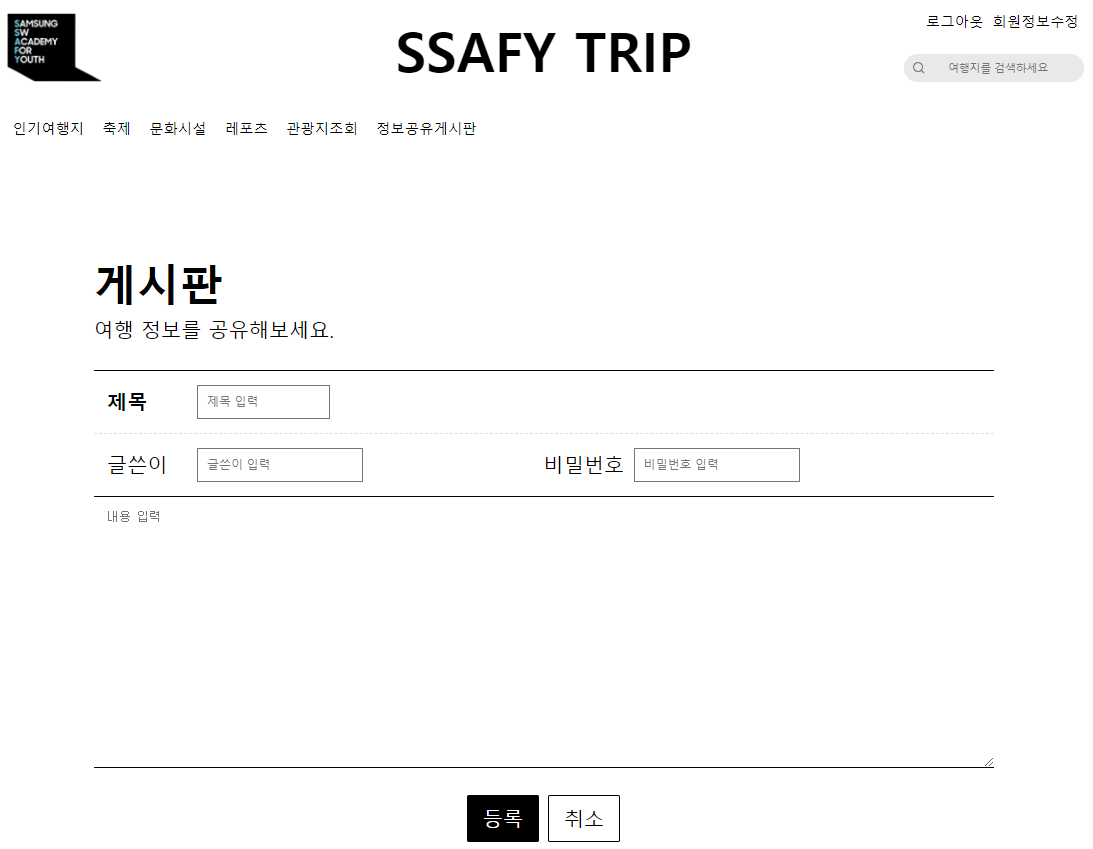 SAMSUNG
SW
ACADEMY
FOR
YOUTH
SSAFY TRIP
로그아웃 회원정보수정
여행지를 검색하세요
인기여행지 축제 문화시설 레포츠 관광지조회 정보공유게시판
게시판
여행 정보를 공유해보세요.
제목 제목 입력
글쓴이 글쓴이 입력 비밀번호 비밀번호 입력
내용 입력
등록 취소